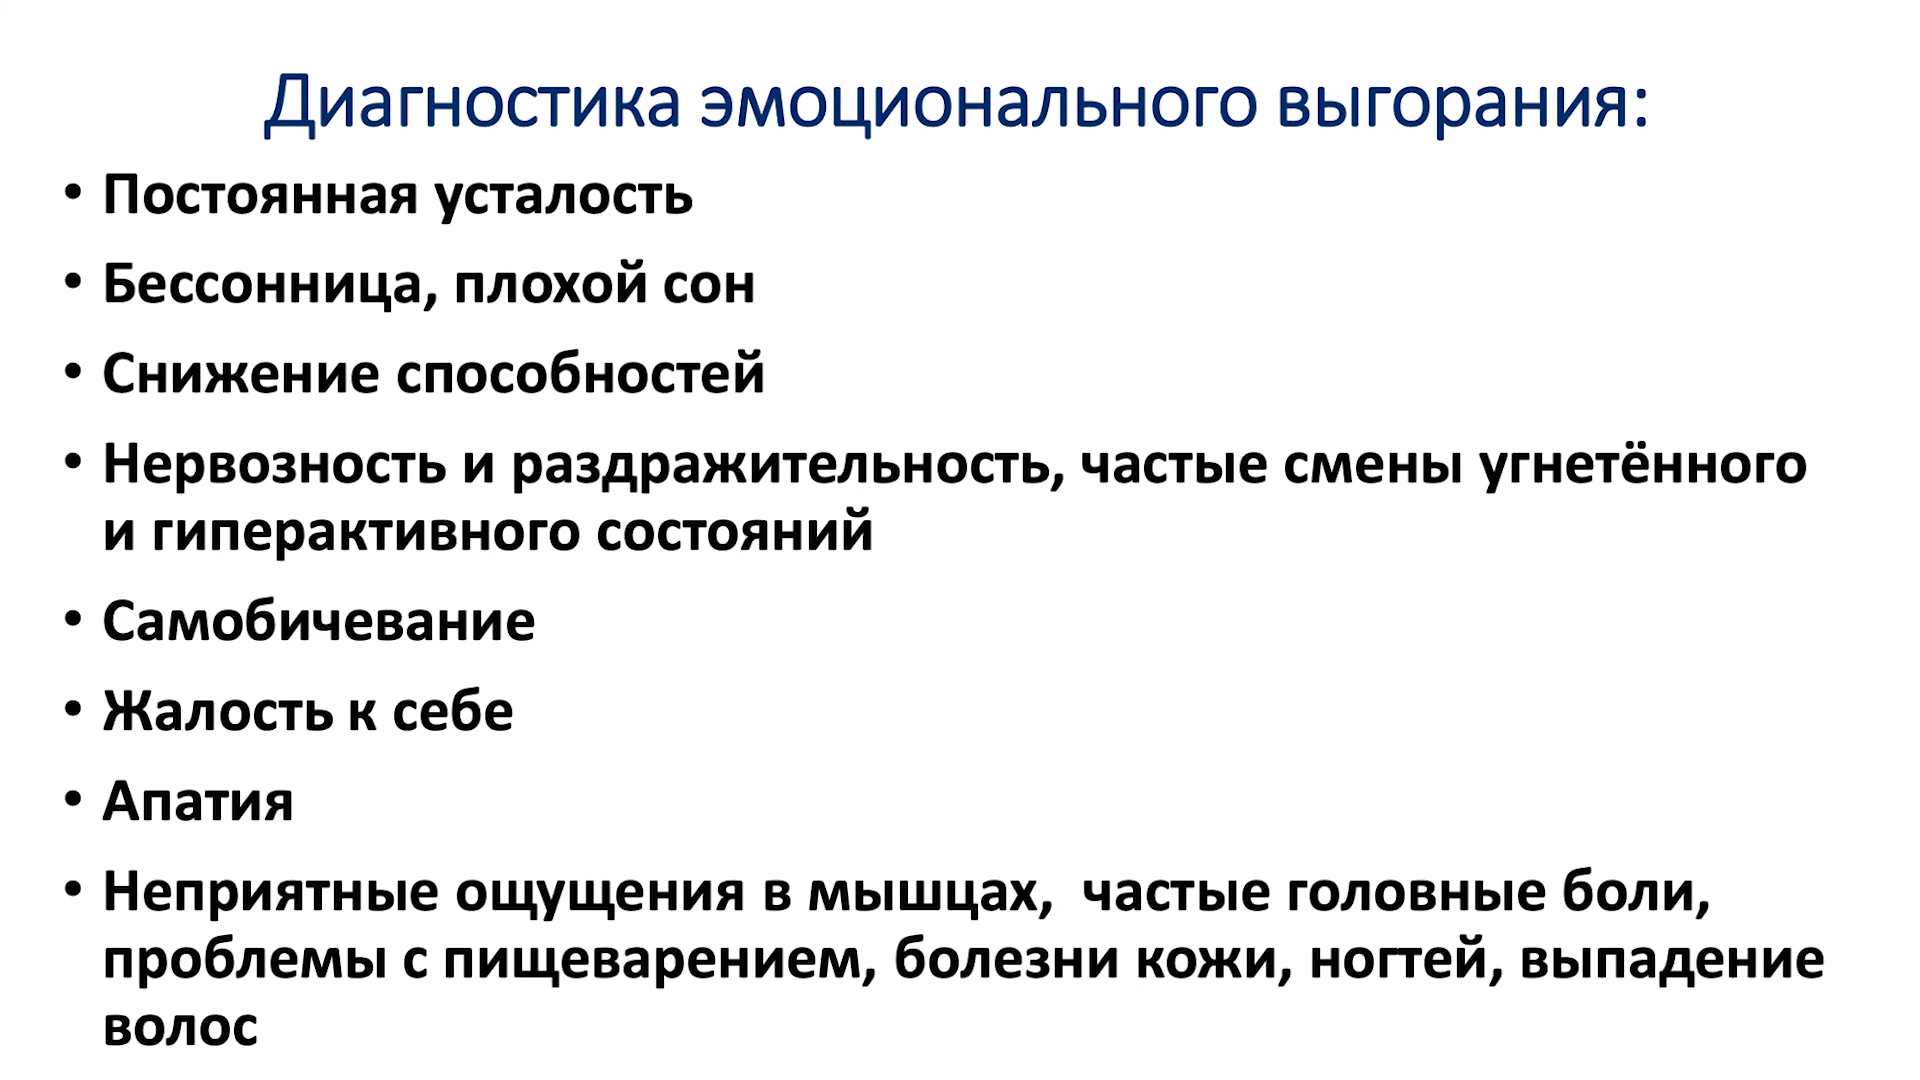 Диагностика эмоционального выгорания:
• Постоянная усталость
• Бессонница, плохой сон
• Снижение способностей
• Нервозность и раздражительность, частые смены угнетённого
и гиперактивного состояний
• Самобичевание
• Жалость к себе
• Апатия
• Неприятные ощущения в мышцах,  частые головные боли,
проблемы с пищеварением, болезни кожи, ногтей, выпадение
волос